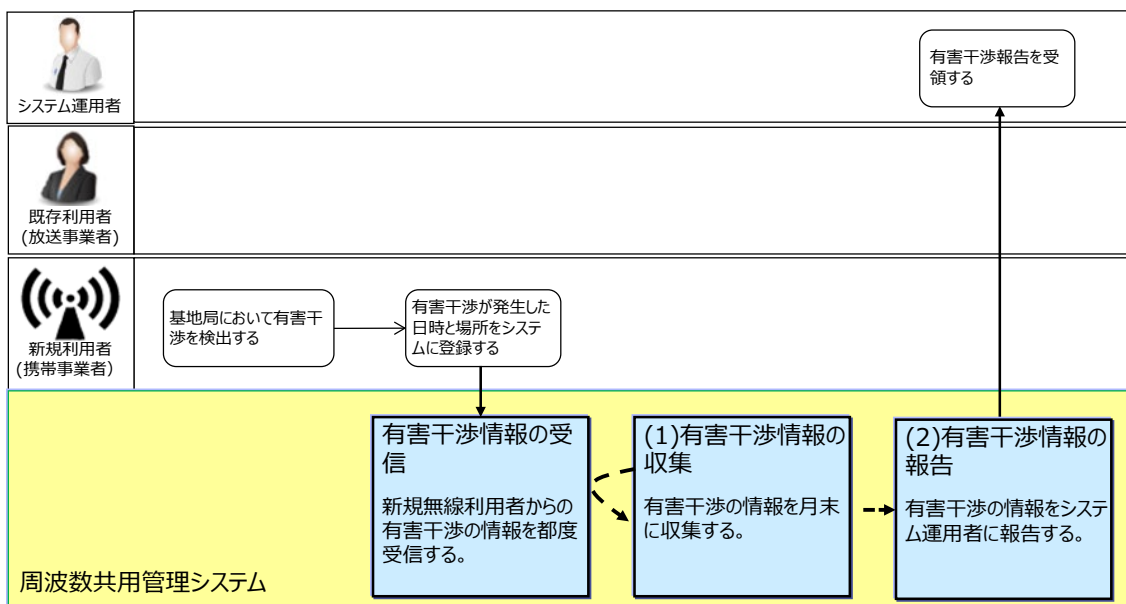 システム運用者
有害干渉報告を受
領する
既存利用者
(放送事業者)
新規利用者
(携帯事業者)
基地局において有害干
渉を検出する
有害干渉が発生した
日時と場所をシステ
ムに登録する
有害干渉情報の受
信
新規無線利用者からの
有害干渉の情報を都度
受信する。
(1)有害干渉情報の
収集
有害干渉の情報を月末
に収集する。
(2)有害干渉情報の
報告
有害干渉の情報をシステ
ム運用者に報告する。
周波数共用管理システム